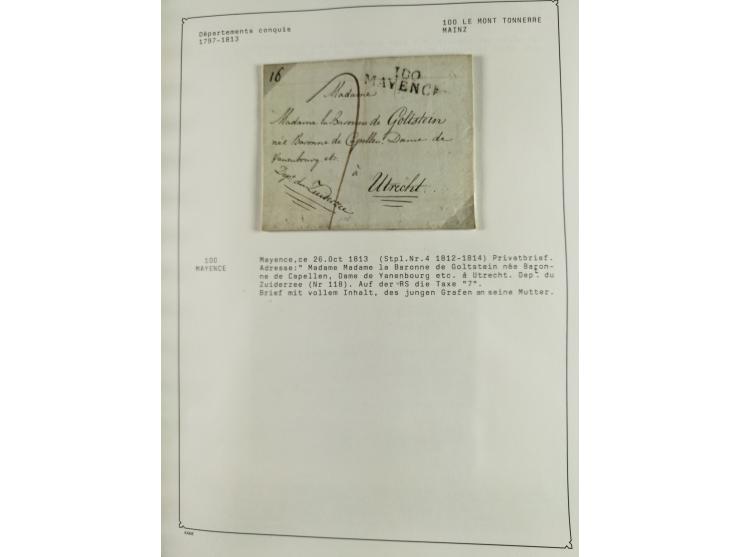 Départements conquis
1797-1813
100 LE MONT TONNERRE
MAINZ
16
100
MAYENCE
Madame
Madame la Baronne de Goltstein
née Baronne de Capellen, Dame de
Yanenbourg etc.
à
Dept du Zuiderzee
Utrecht.
100
MAYENCE
Mayence,ce 26.Oct 1813 (Stpl.Nr.4 1812-1814) Privatbrief.
Adresse:" Madame Madame la Baronne de Goltstein née Baron-
ne de Capellen, Dame de Yanenbourg etc. á Utrecht. Dep. du
Zuiderzee (Nr 118). Auf der RS die Taxe "7".
Brief mit vollem Inhalt, des jungen Grafen an seine Mutter.